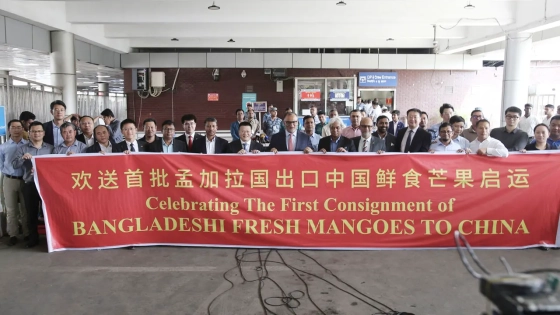 欢送首批孟加拉国出口中国鲜食芒果启运
Celebrating The First Consignment of
BANGLADESHI FRESH MANGOES TO CHINA